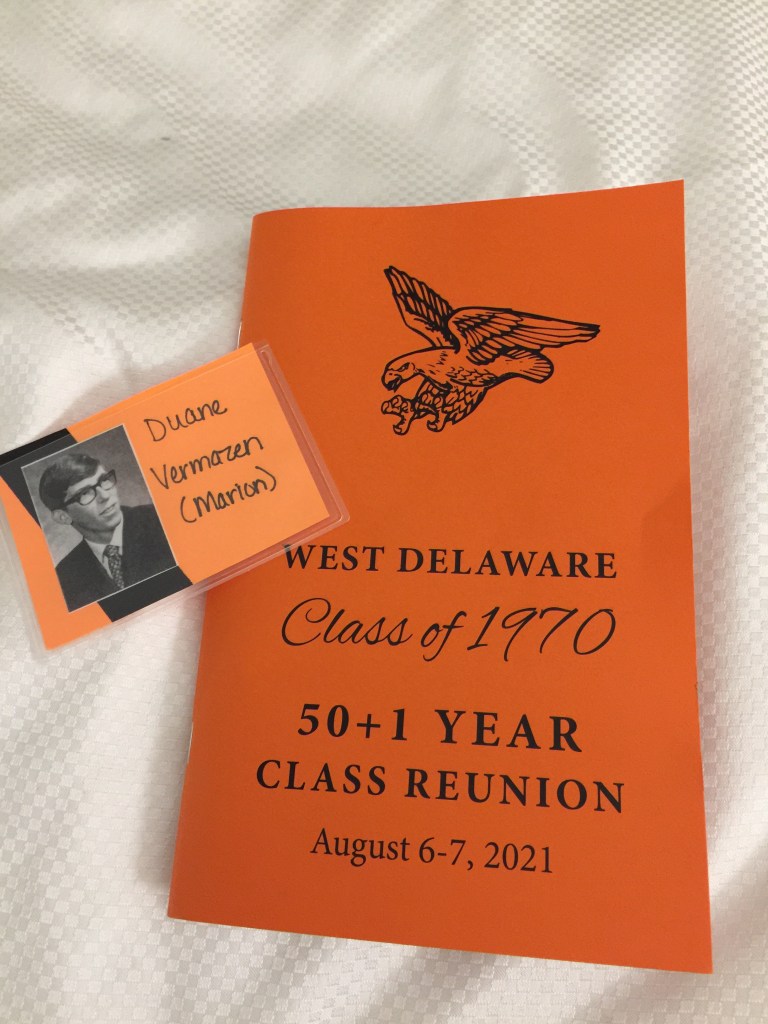 Duane
Vermazen
(Marion)
WEST DELAWARE
Class of 1970
50+1 YEAR
CLASS REUNION
August 6-7, 2021